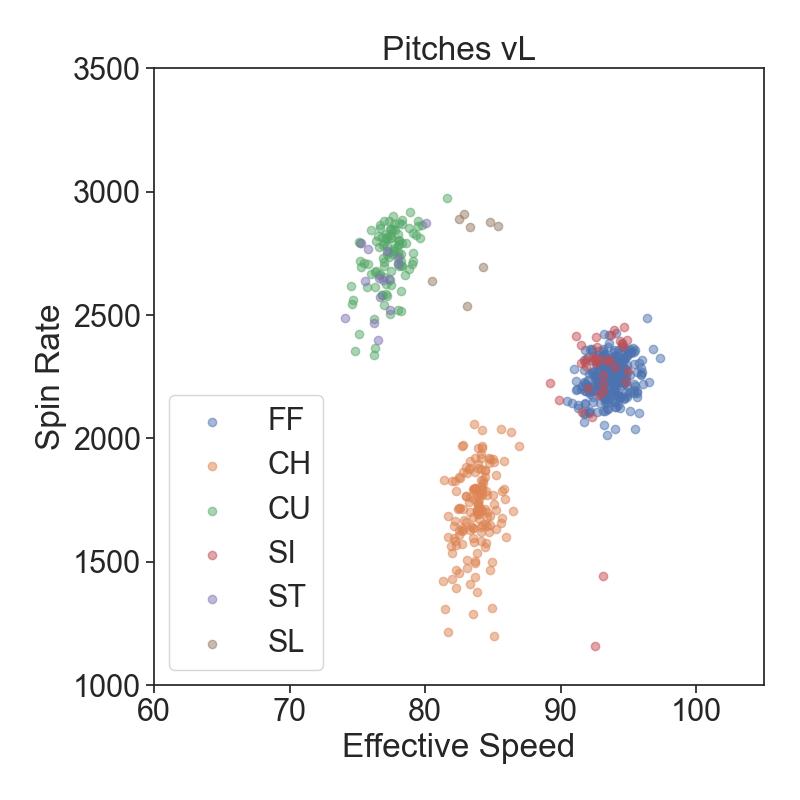 Pitches vL
3500
3000
2500
2000
1500
1000
Spin Rate
FF
CH
CU
SI
ST
SL
60 70 80 90 100
Effective Speed